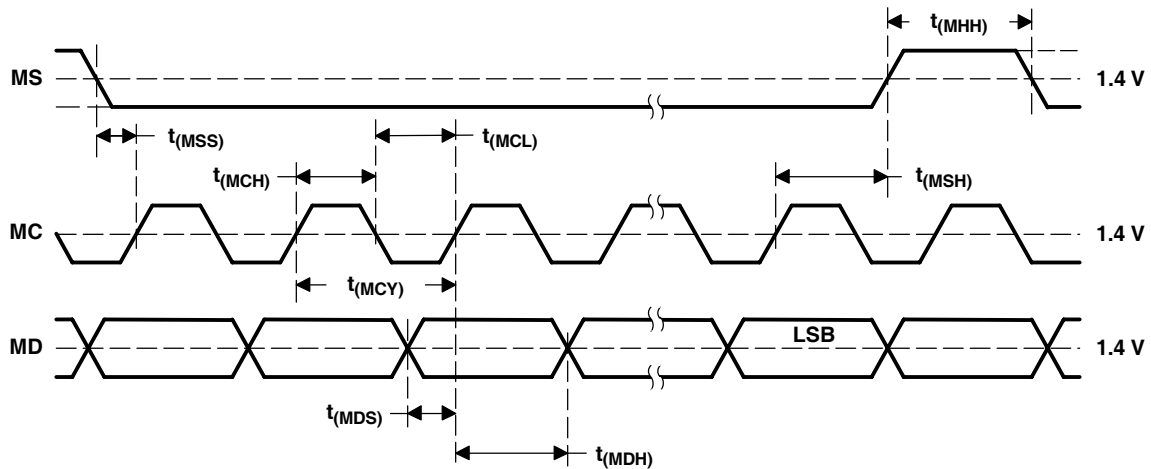 t(MHH)
MS
1.4 V
t(MSS)
t(MCL)
t(MCH)
t(MSH)
MC
1.4 V
t(MCY)
LSB
MD
1.4 V
t(MDS)
t(MDH)